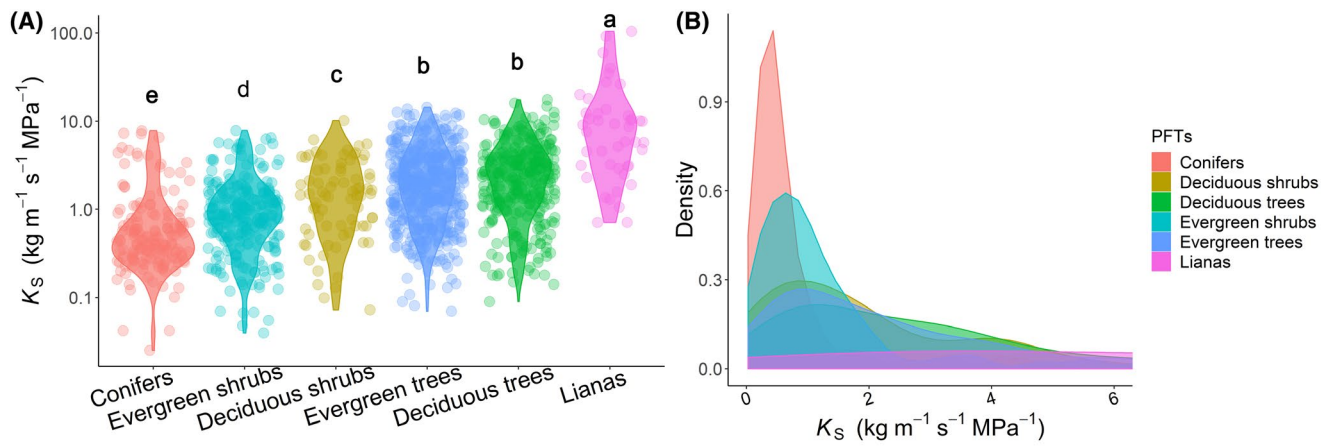 (A)
K_S (kg m⁻¹ s⁻¹ MPa⁻¹)
100.0
10.0
1.0
0.1
e
d
c
b
b
a
Conifers
Evergreen shrubs
Deciduous shrubs
Evergreen trees
Deciduous trees
Lianas
(B)
Density
0.9
0.6
0.3
0.0
0
2
4
6
K_S (kg m⁻¹ s⁻¹ MPa⁻¹)
PFTs
Conifers
Deciduous shrubs
Deciduous trees
Evergreen shrubs
Evergreen trees
Lianas